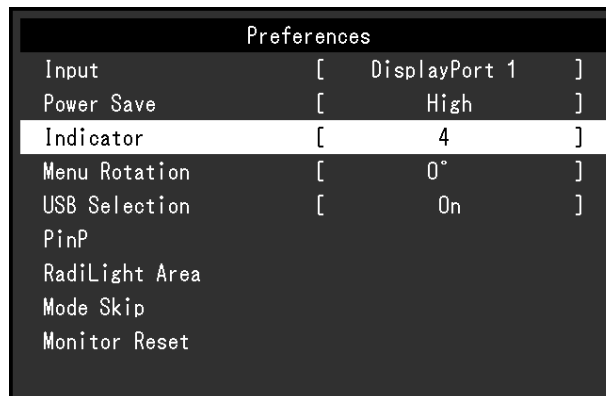 Preferences
Input [ DisplayPort 1 ]
Power Save [ High ]
Indicator [ 4 ]
Menu Rotation [ 0° ]
USB Selection [ On ]
PinP
RadiLight Area
Mode Skip
Monitor Reset